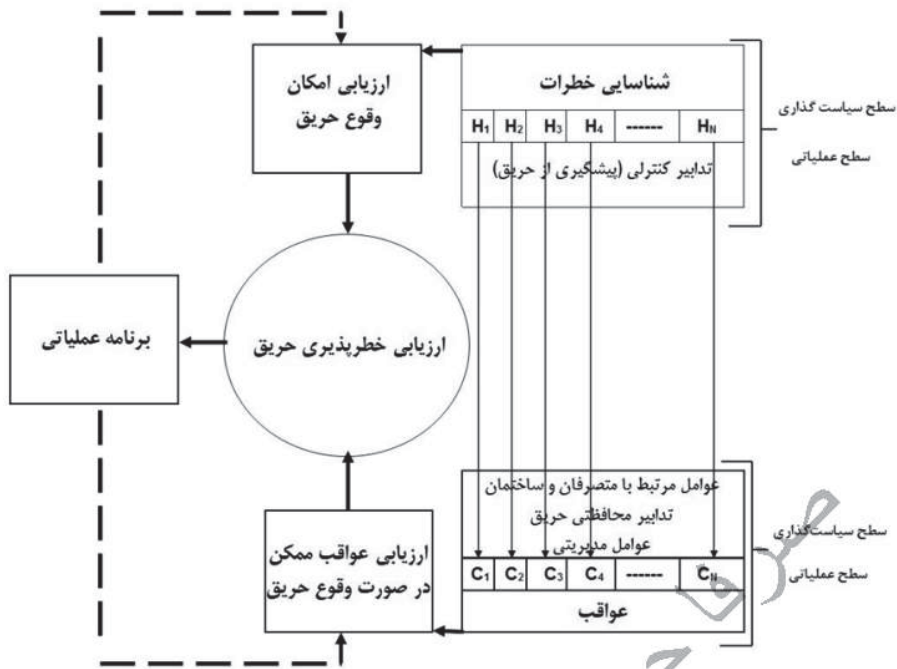 شناسایی خطرات
H1 H2 H3 H4 ------ HN
تدابیر کنترلی (پیشگیری از حریق)
سطح سیاست گذاری
سطح عملیاتی
ارزیابی امکان
وقوع حریق
ارزیابی خطرپذیری حریق
برنامه عملیاتی
عوامل مرتبط با متصرفان و ساختمان
تدابیر محافظتی حریق
عوامل مدیریتی
C1 C2 C3 C4 ------ CN
عواقب
سطح سیاست‌گذاری
سطح عملیاتی
ارزیابی عواقب ممکن
در صورت وقوع حریق
صرفا